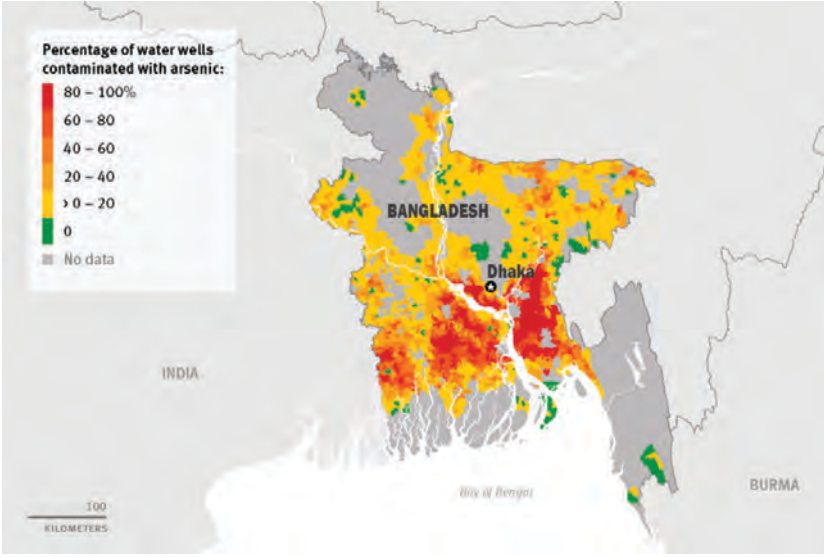 Percentage of water wells
contaminated with arsenic:
80 – 100%
60 – 80
40 – 60
20 – 40
> 0 – 20
0
No data
BANGLADESH
Dhaka
INDIA
BURMA
Bay of Bengal
100
KILOMETERS